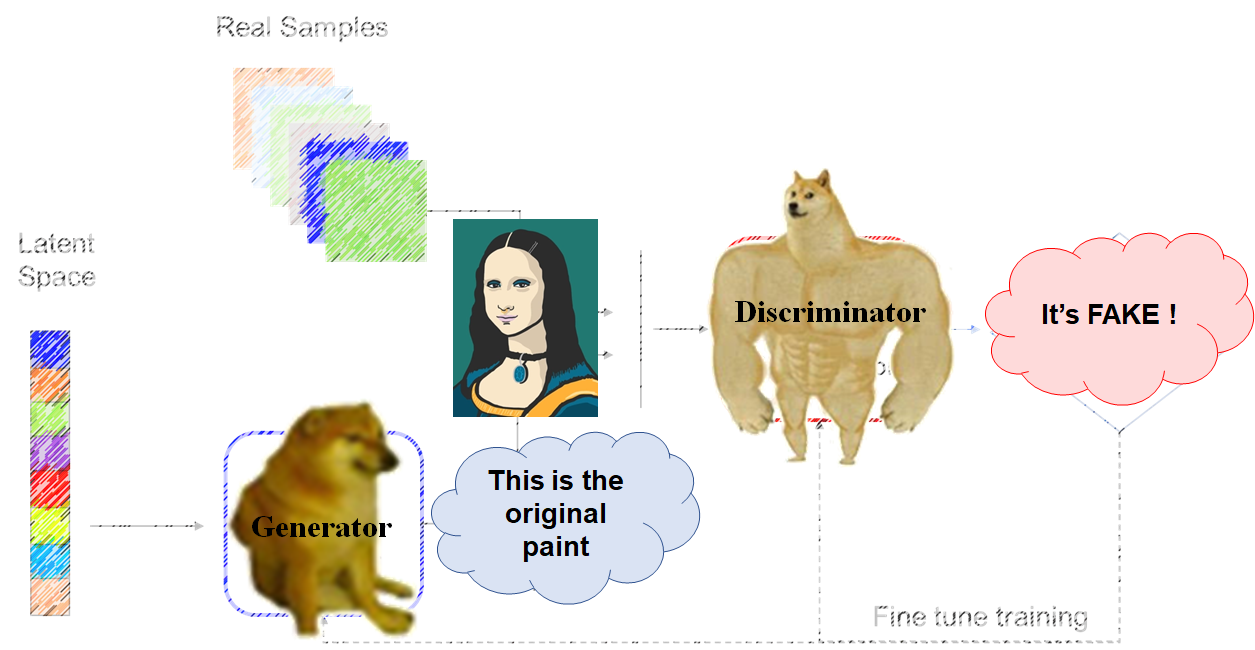 Real Samples
Latent
Space
Discriminator
It's FAKE !
This is the
original
paint
Generator
Fine tune training